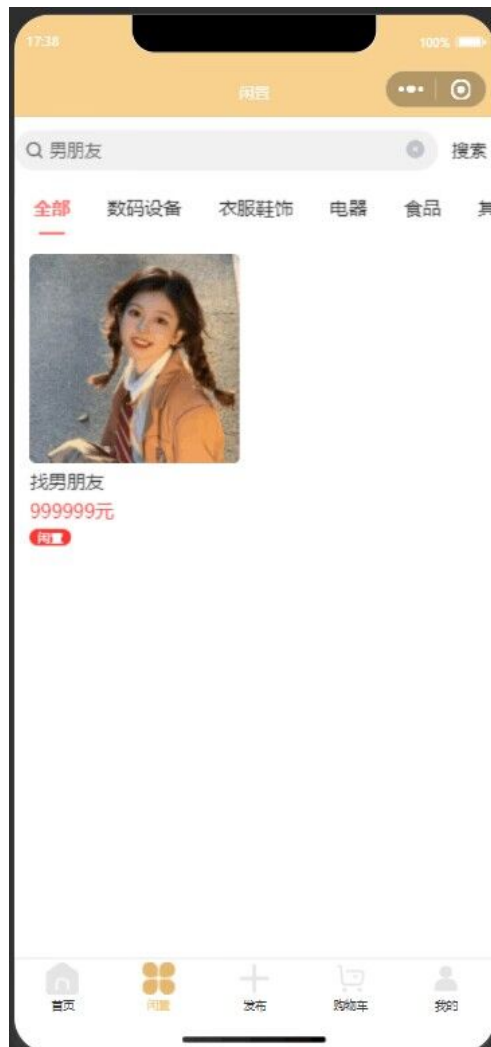 17:38 100%
闲置
男朋友 搜索
全部 数码设备 衣服鞋饰 电器 食品
找男朋友
999999元
闲置
首页 闲置 发布 购物车 我的